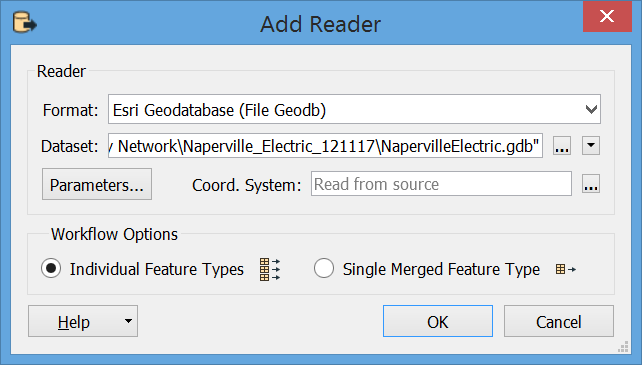 Add Reader
Reader
Format: Esri Geodatabase (File Geodb)
Dataset: Network\Naperville_Electric_121117\NapervilleElectric.gdb" ...
Parameters... Coord. System: Read from source ...
Workflow Options
Individual Feature Types Single Merged Feature Type
Help OK Cancel